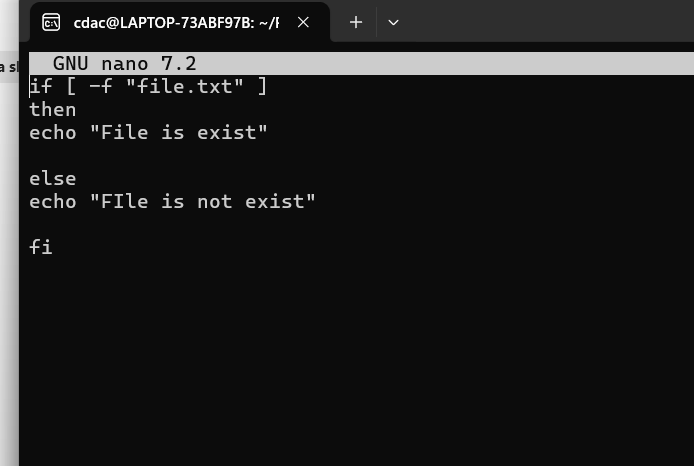 a sl
cdac@LAPTOP-73ABF97B: ~/
GNU nano 7.2
if [ -f "file.txt" ]
then
echo "File is exist"
else
echo "FIle is not exist"
fi